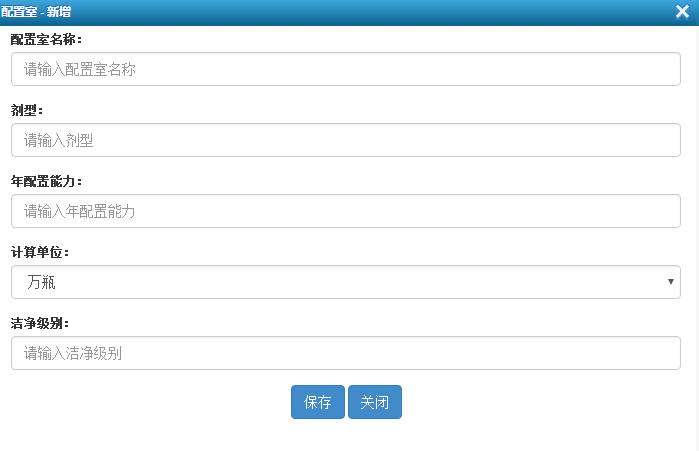 配置室 - 新增
配置室名称：
请输入配置室名称
剂型：
请输入剂型
年配置能力：
请输入年配置能力
计算单位：
万瓶
洁净级别：
请输入洁净级别
保存 关闭